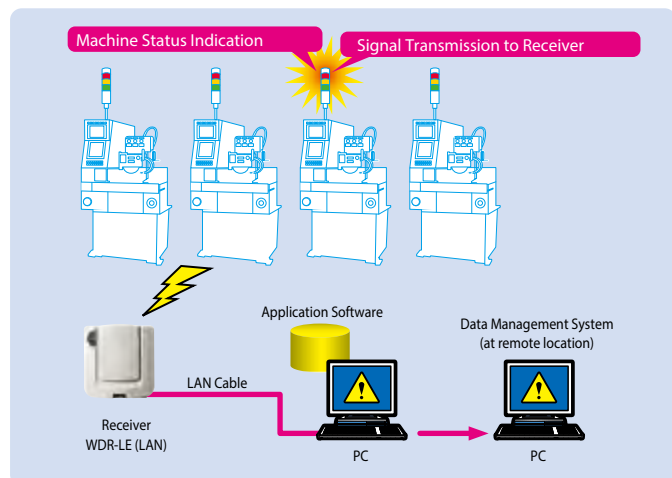 Machine Status Indication
Signal Transmission to Receiver
Application Software
Data Management System
(at remote location)
LAN Cable
Receiver
WDR-LE (LAN)
PC
PC